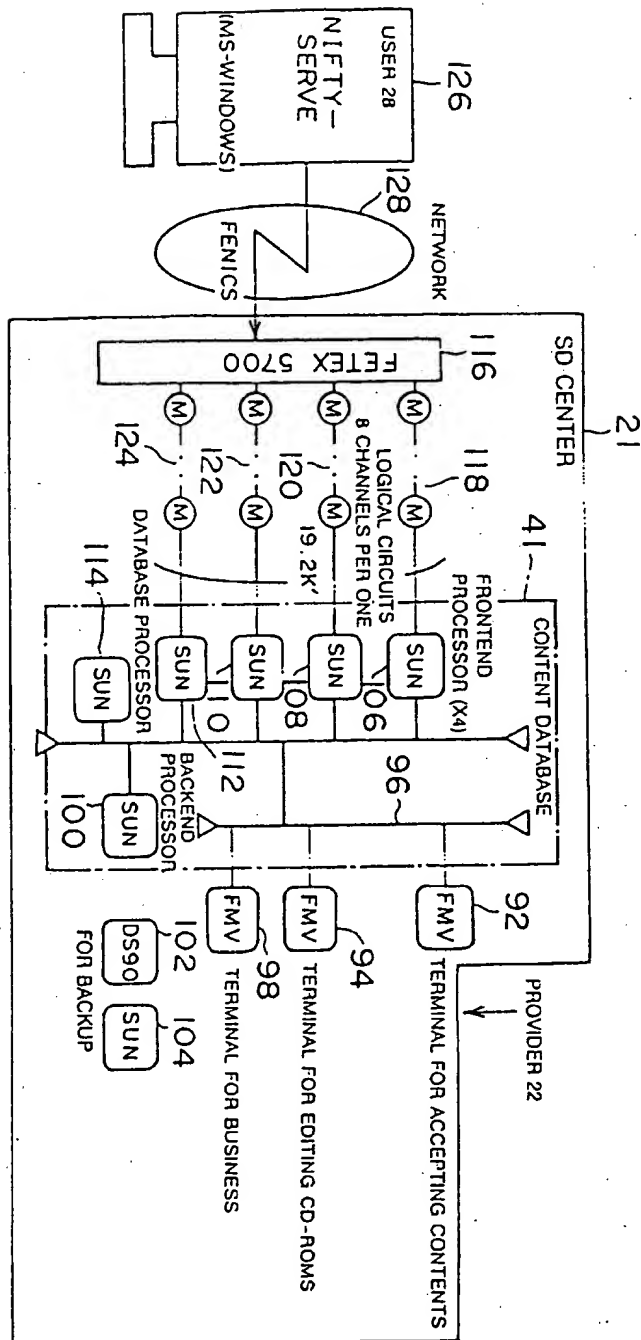 126
USER 28
NIFTY-
SERVE
(MS-WINDOWS)
128
NETWORK
FENICS
SD CENTER
21
116
FETEX 5700
M
M
M
M
M
M
M
M
118
120
122
124
LOGICAL CIRCUITS
8 CHANNELS PER ONE
19.2K'
41
CONTENT DATABASE
FRONTEND
PROCESSOR (X4)
SUN
106
SUN
108
SUN
110
SUN
112
DATABASE PROCESSOR
114
SUN
BACKEND
PROCESSOR
SUN
100
96
FMV
92
TERMINAL FOR ACCEPTING CONTENTS
FMV
94
TERMINAL FOR EDITING CD-ROMS
FMV
98
TERMINAL FOR BUSINESS
DS90
102
SUN
104
FOR BACKUP
PROVIDER 22